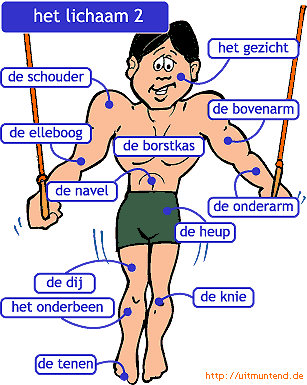 het lichaam 2
het gezicht
de schouder
de bovenarm
de elleboog
de borstkas
de navel
de onderarm
de heup
de dij
de knie
het onderbeen
de tenen
http://uitmuntend.de